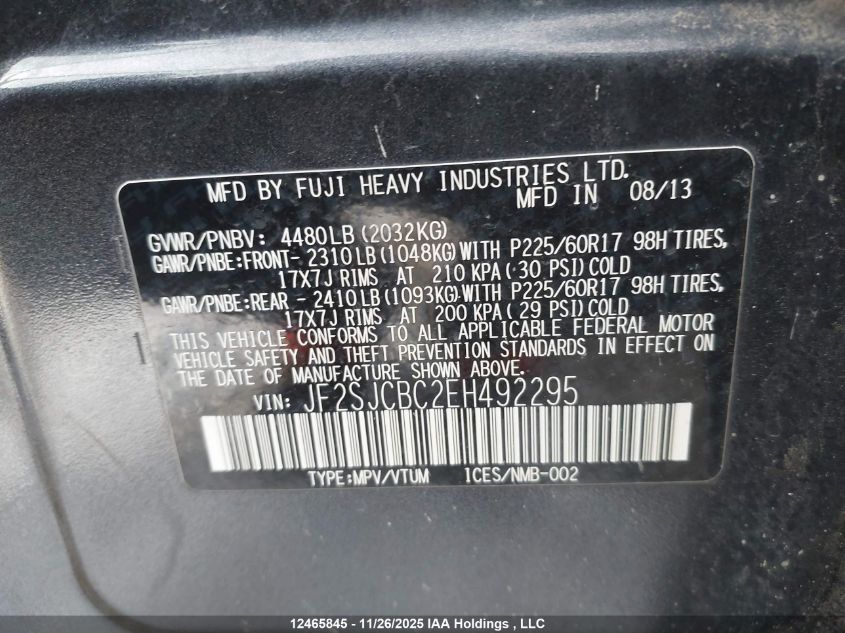 MFD BY FUJI HEAVY INDUSTRIES LTD.
MFD IN 08/13
GVWR/PNBV: 4480LB (2032KG)
GAWR/PNBE:FRONT- 2310LB (1048KG) WITH P225/60R17 98H TIRES,
17X7J RIMS AT 210 KPA ( 30 PSI) COLD
GAWR/PNBE:REAR - 2410LB (1093KG) WITH P225/60R17 98H TIRES,
17X7J RIMS AT 200 KPA ( 29 PSI) COLD
THIS VEHICLE CONFORMS TO ALL APPLICABLE FEDERAL MOTOR
VEHICLE SAFETY AND THEFT PREVENTION STANDARDS IN EFFECT ON
THE DATE OF MANUFACTURE SHOWN ABOVE.
VIN: JF2SJCBC2EH492295
TYPE:MPV/VTUM ICES/NMB-002
12465845 - 11/26/2025 IAA Holdings , LLC